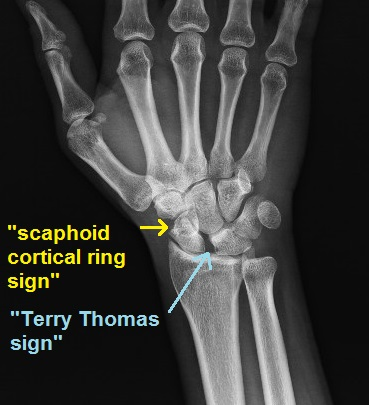 "scaphoid
cortical ring
sign"
"Terry Thomas
sign"